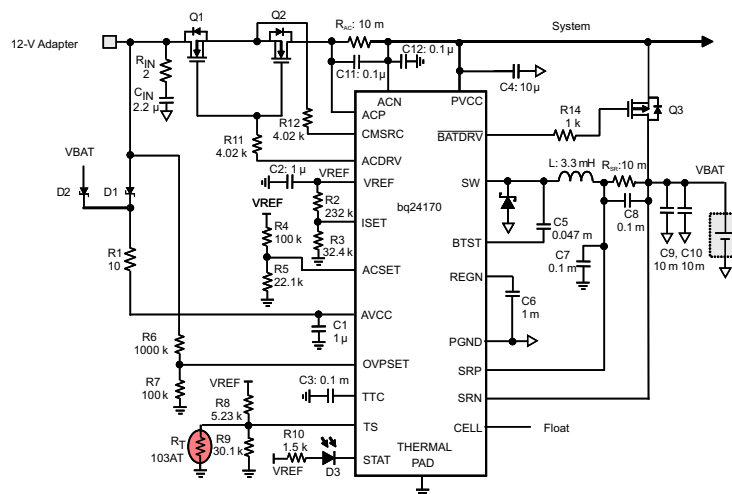 Q1
Q2
R_AC: 10 m
System
12-V Adapter
R_IN
2
C_IN
2.2 µ
C11: 0.1µ
C12: 0.1µ
C4: 10µ
ACN
PVCC
ACP
R12
4.02 k
CMSRC
R11
4.02 k
ACDRV
BATDRV
R14
1 k
Q3
VBAT
C2: 1 µ
VREF
VREF
R2
232 k
D2
D1
VREF
R4
100 k
ISET
R3
32.4 k
bq24170
SW
L: 3.3 mH
R_SR: 10 m
VBAT
C8
0.1 m
C5
0.047 m
BTST
C9, C10
10 m 10 m
R1
10
R5
22.1 k
ACSET
C7
0.1 m
REGN
C6
1 m
AVCC
C1
1 µ
R6
1000 k
OVPSET
PGND
R7
100 k
VREF
C3: 0.1 m
TTC
SRP
R8
5.23 k
SRN
TS
CELL
Float
R_T
103AT
R9
30.1 k
R10
1.5 k
VREF
D3
STAT
THERMAL
PAD